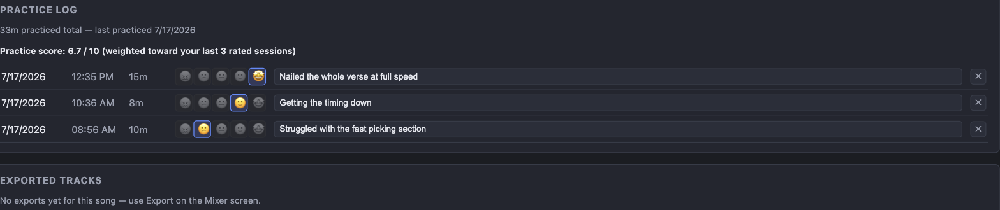 PRACTICE LOG
33m practiced total — last practiced 7/17/2026
Practice score: 6.7 / 10 (weighted toward your last 3 rated sessions)
7/17/2026 12:35 PM 15m Nailed the whole verse at full speed
7/17/2026 10:36 AM 8m Getting the timing down
7/17/2026 08:56 AM 10m Struggled with the fast picking section
EXPORTED TRACKS
No exports yet for this song — use Export on the Mixer screen.